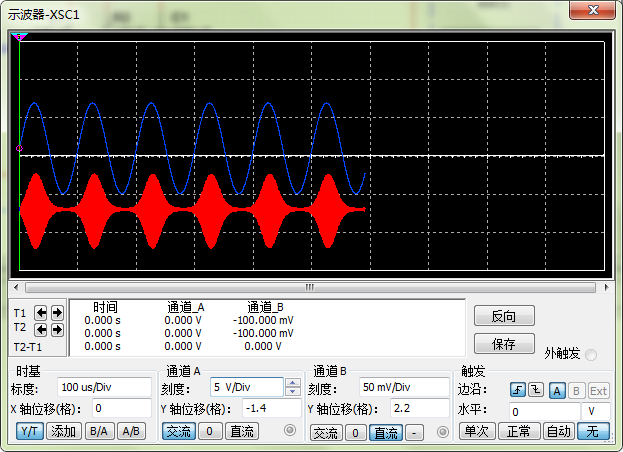 示波器-XSC1
时间 通道_A 通道_B
T1 0.000 s 0.000 V -100.000 mV
T2 0.000 s 0.000 V -100.000 mV
T2-T1 0.000 s 0.000 V 0.000 V
反向
保存
外触发
时基
标度: 100 us/Div
X 轴位移(格): 0
Y/T 添加 B/A A/B
通道 A
刻度: 5 V/Div
Y 轴位移(格): -1.4
交流 0 直流
通道 B
刻度: 50 mV/Div
Y 轴位移(格): 2.2
交流 0 直流 -
触发
边沿: A B Ext
水平: 0 V
单次 正常 自动 无